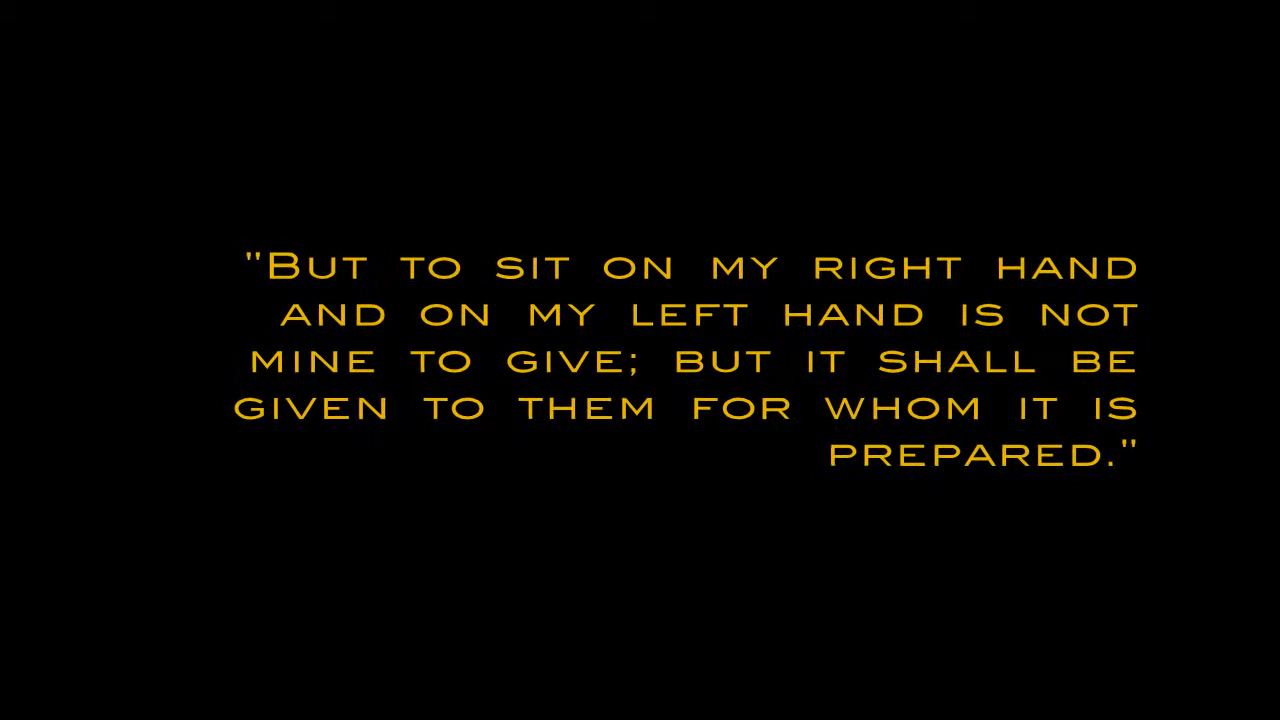 "But to sit on my right hand
and on my left hand is not
mine to give; but it shall be
given to them for whom it is
prepared."